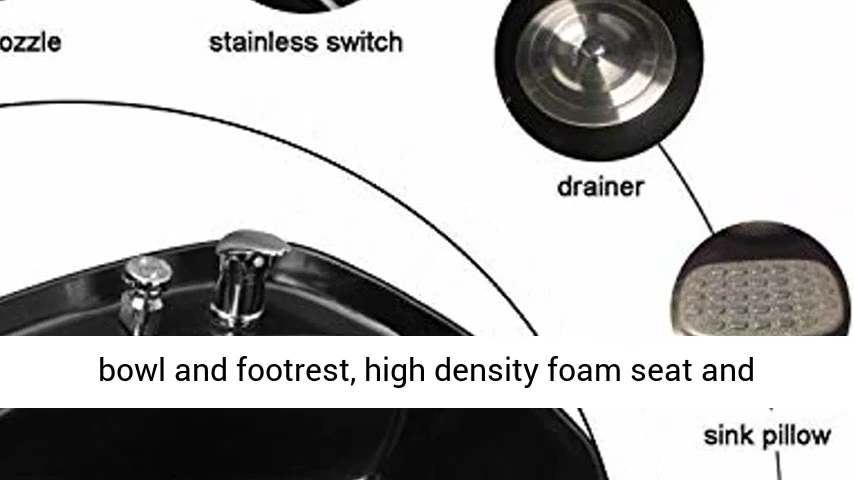 ozzle
stainless switch
drainer
bowl and footrest, high density foam seat and
sink pillow